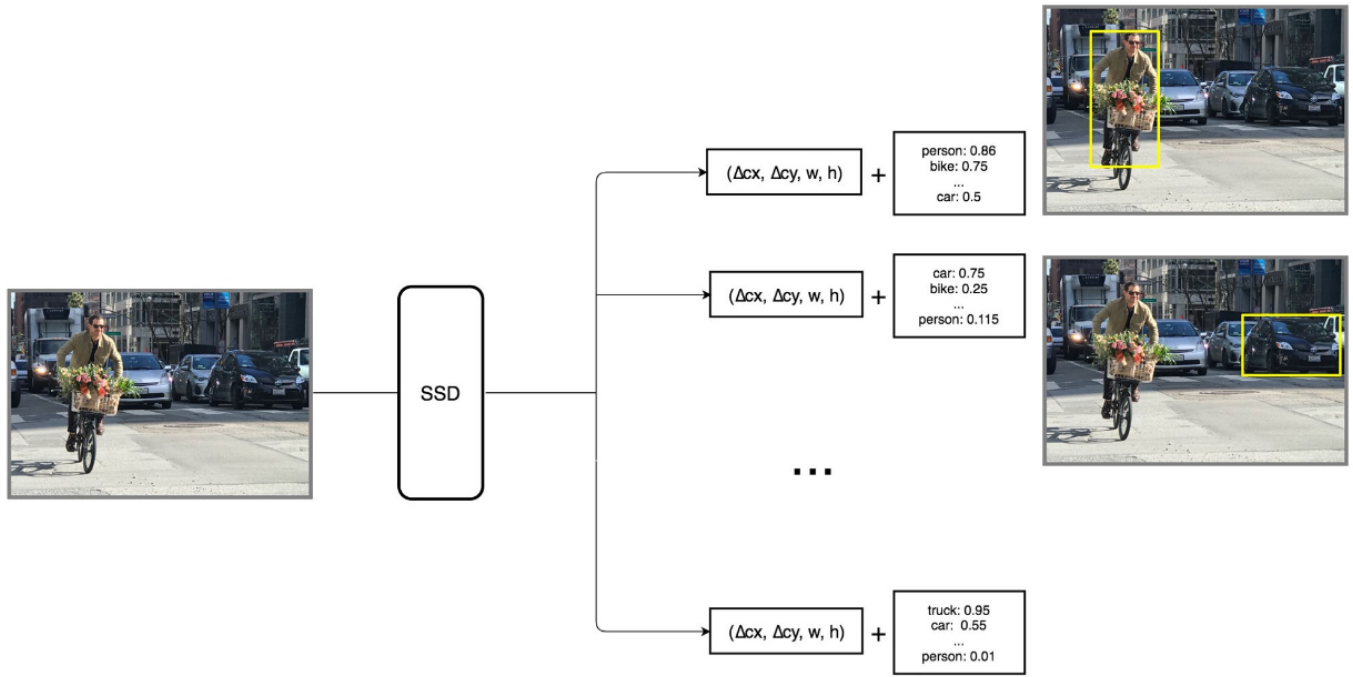 (Δcx, Δcy, w, h)
+
person: 0.86
bike: 0.75
...
car: 0.5
(Δcx, Δcy, w, h)
+
car: 0.75
bike: 0.25
...
person: 0.115
SSD
...
(Δcx, Δcy, w, h)
+
truck: 0.95
car:  0.55
...
person: 0.01